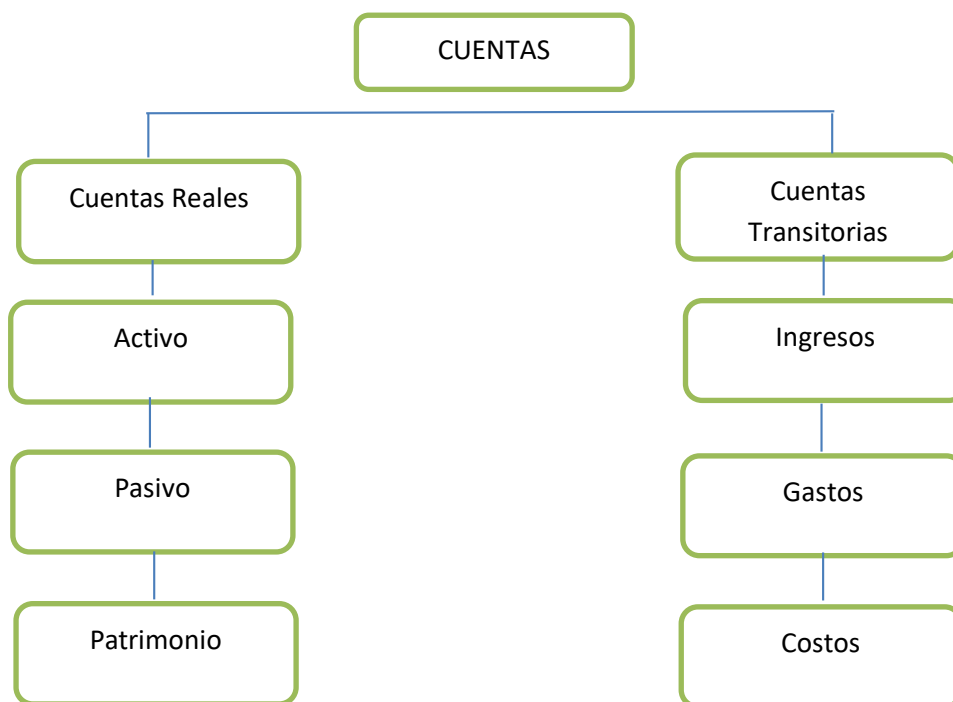 CUENTAS
Cuentas Reales
Cuentas
Transitorias
Activo
Ingresos
Pasivo
Gastos
Patrimonio
Costos